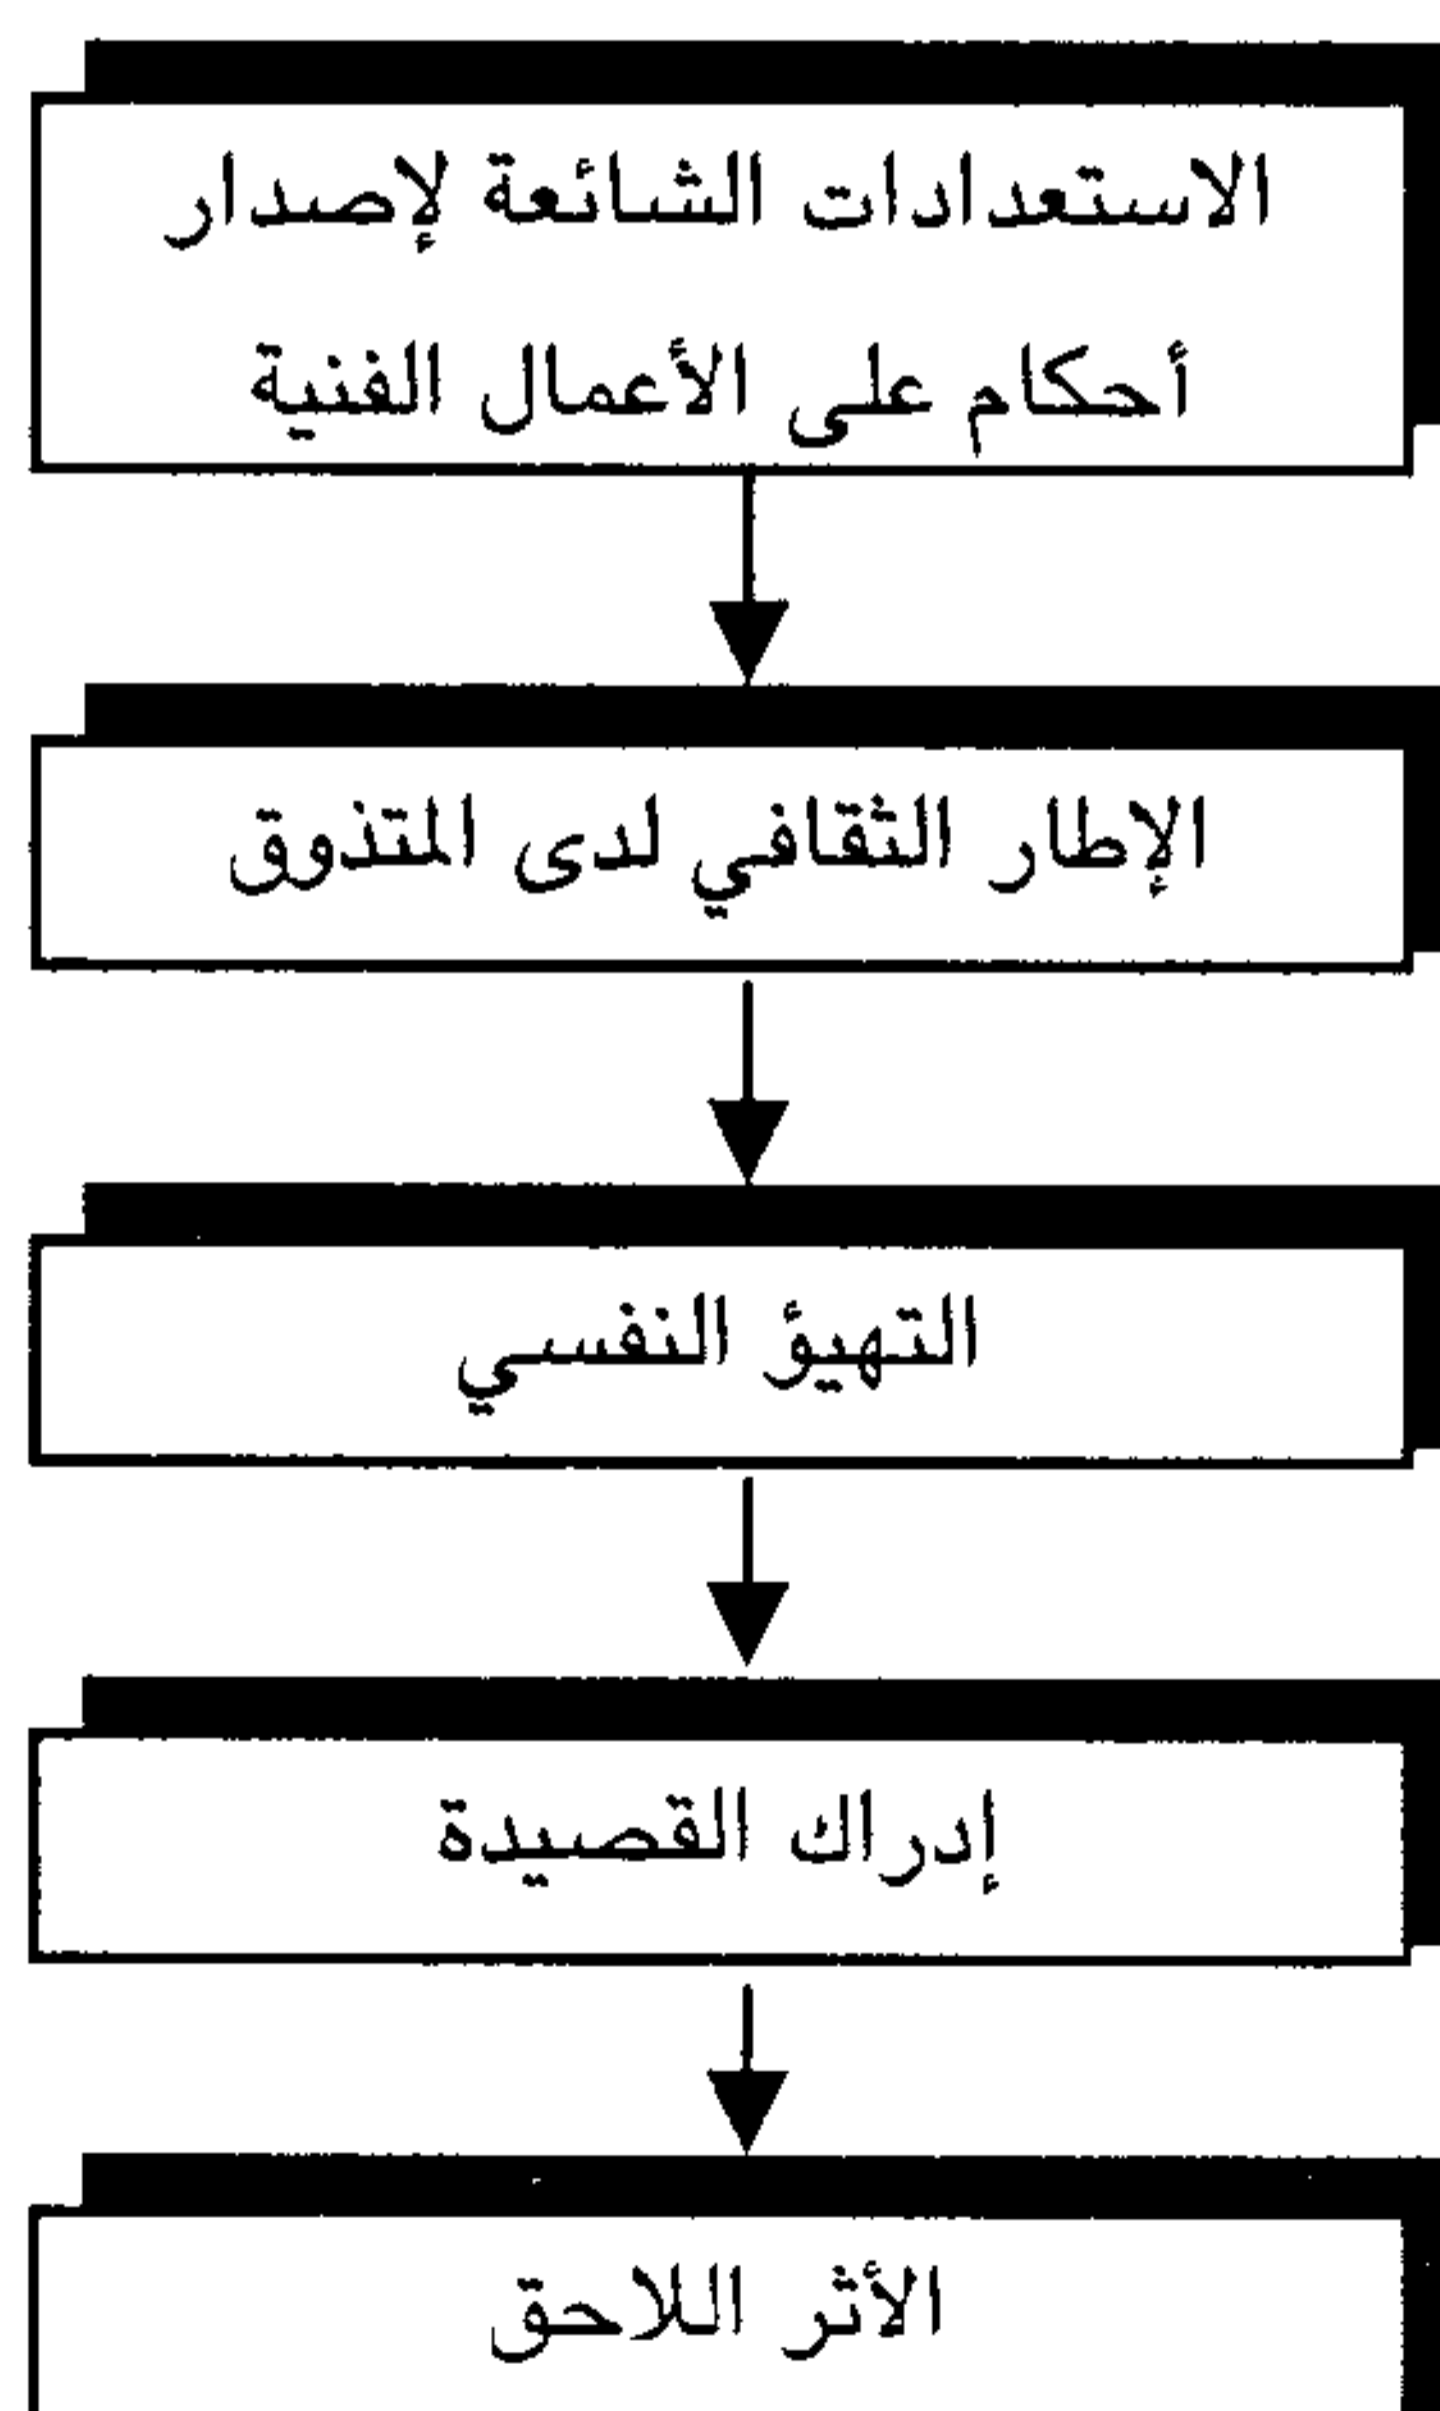 الاستعدادات الشائعة لإصدار
أحكام على الأعمال الفنية
الإطار الثقافي لدى المتذوق
التهيؤ النفسي
إدراك القصيدة
الأثر اللاحق